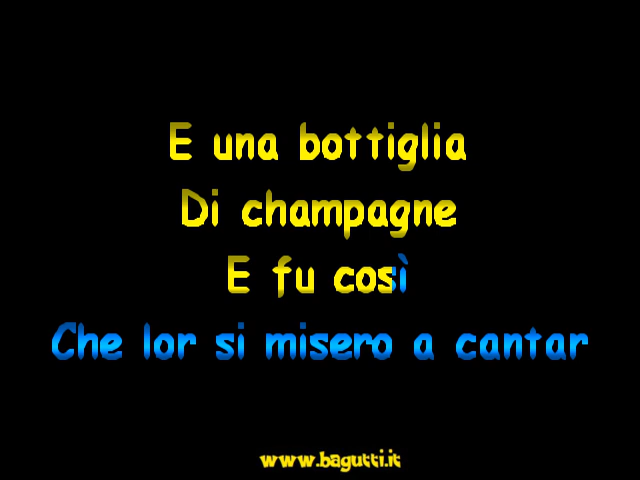 E una bottiglia
Di champagne
E fu così
Che lor si misero a cantar
www.bagutti.it